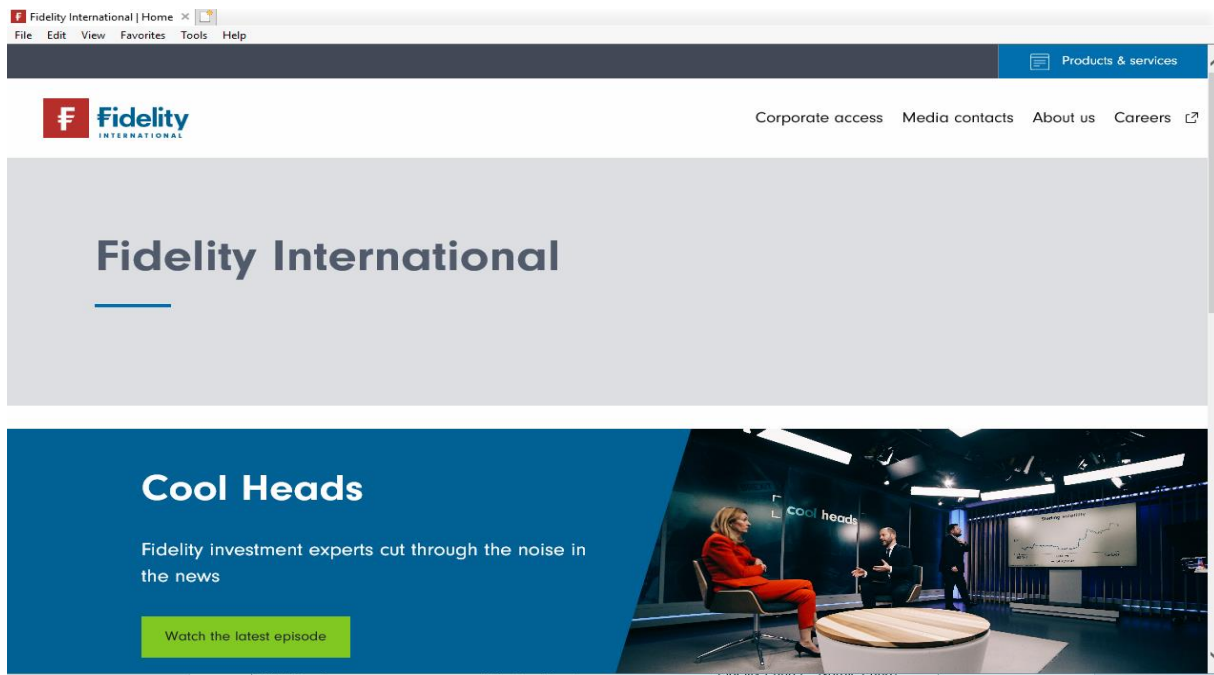 Fidelity International | Home
File Edit View Favorites Tools Help
Products & services
Fidelity
INTERNATIONAL
Corporate access Media contacts About us Careers
Fidelity International
Cool Heads
Fidelity investment experts cut through the noise in
the news
Watch the latest episode
cool heads